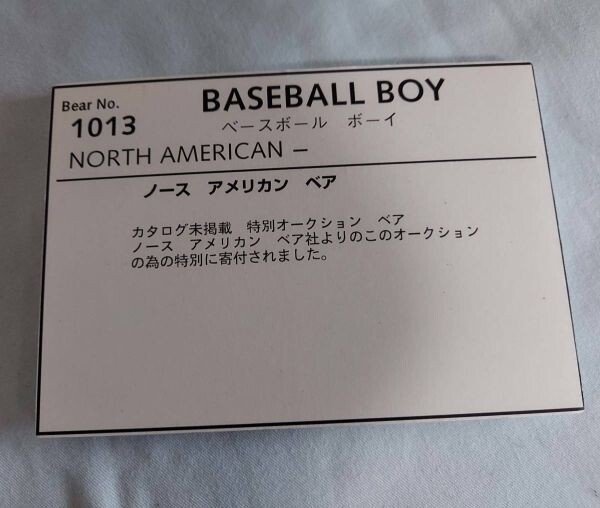 Bear No.
BASEBALL BOY
1013
ベースボール ボーイ
NORTH AMERICAN –
ノース アメリカン ベア
カタログ未掲載 特別オークション ベア
ノース アメリカン ベア社よりのこのオークション
の為の特別に寄付されました。